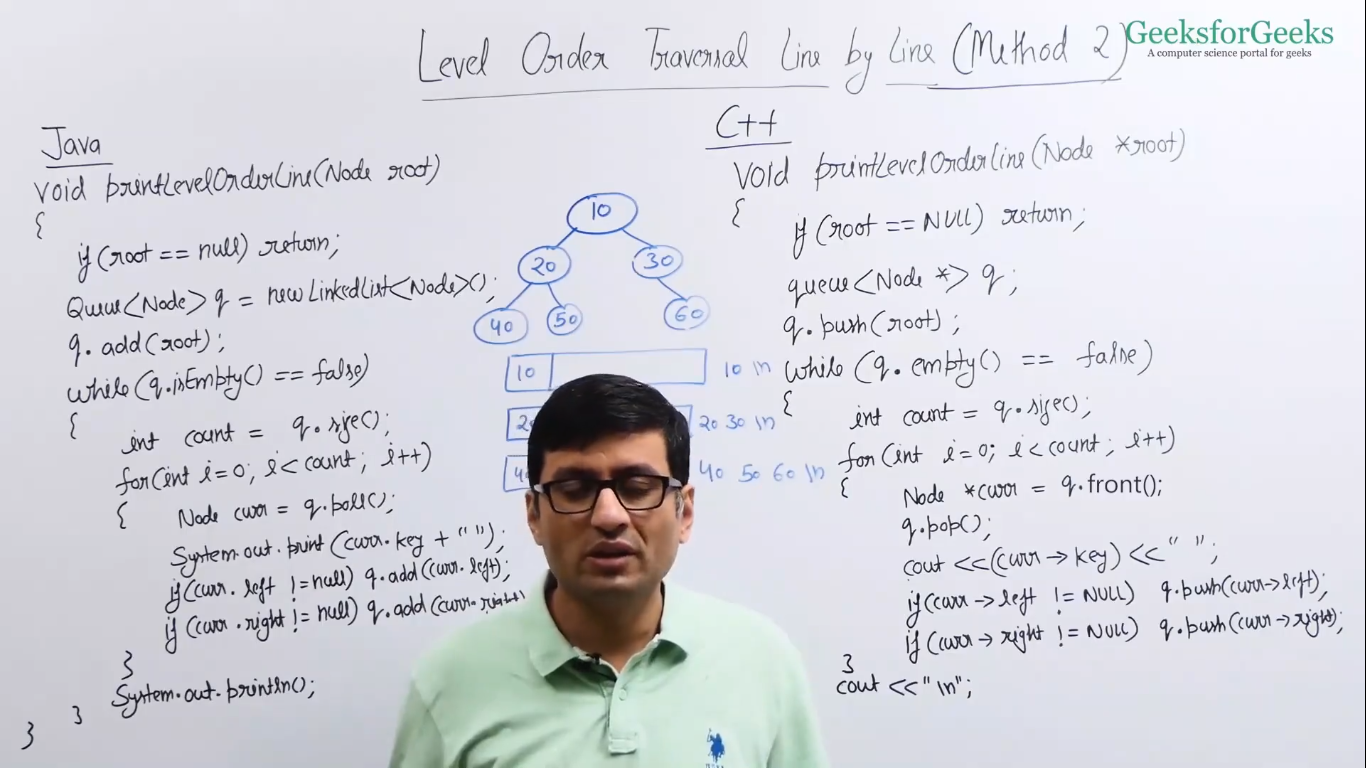 Level Order Traversal Line by Line (Method 2)
GeeksforGeeks
A computer science portal for geeks
Java
void printLevelOrderLine(Node root)
{
if (root == null) return;
Queue<Node> q = new LinkedList<Node>();
q.add(root);
while (q.isEmpty() == false)
{
int count = q.size();
for(int i=0; i< count; i++)
{ Node curr = q.poll();
System.out.print (curr.key + " ");
if (curr.left != null) q.add(curr.left);
if (curr.right != null) q.add(curr.right)
}
System.out.println();
}
}
10
20 30
40 50 60
10 10 \n
20 30 \n
40 50 60 \n
C++
void printLevelOrderLine (Node *root)
{
if (root == NULL) return;
queue<Node *> q;
q.push(root);
while (q.empty() == false)
{
int count = q.size();
for (int i=0; i< count; i++)
{ Node *curr = q.front();
q.pop();
cout <<(curr → key) << " ";
if (curr → left != NULL) q.push(curr→left);
if (curr → right != NULL) q.push(curr → right);
}
cout << "\n";